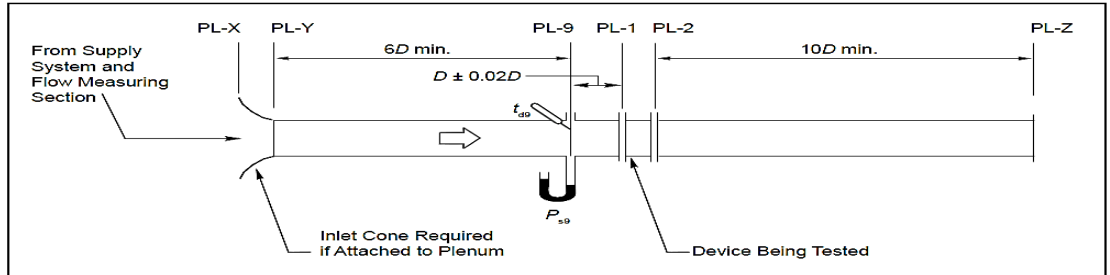 PL-X PL-Y PL-9 PL-1 PL-2 PL-Z
From Supply
System and
Flow Measuring
Section
6D min.
10D min.
D ± 0.02D
td9
Ps9
Inlet Cone Required
if Attached to Plenum
Device Being Tested